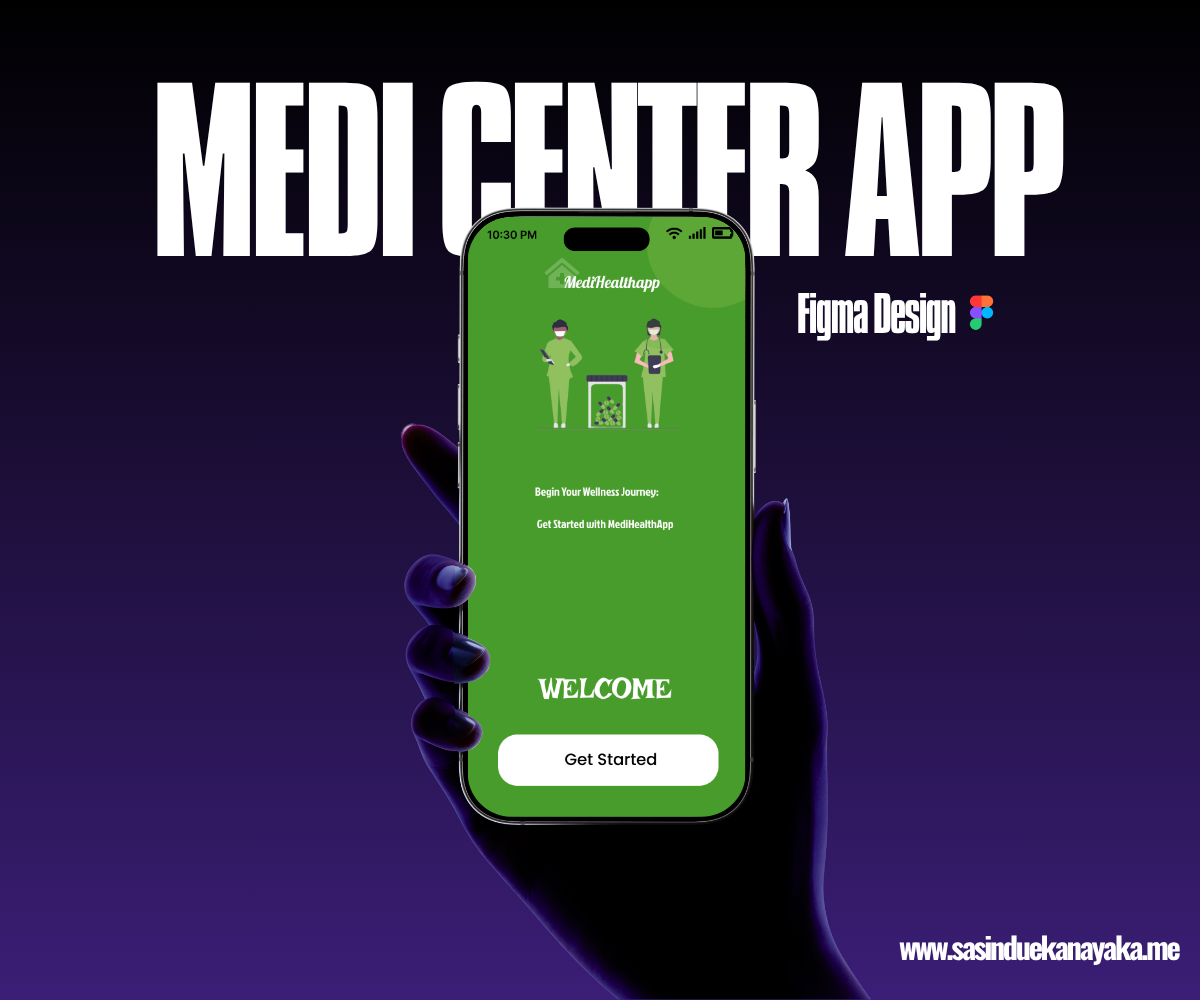 MEDI CENTER APP
10:30 PM
MediHealthapp
Figma Design
Begin Your Wellness Journey:
Get Started with MediHealthApp
WELCOME
Get Started
www.sasinduekanayaka.me